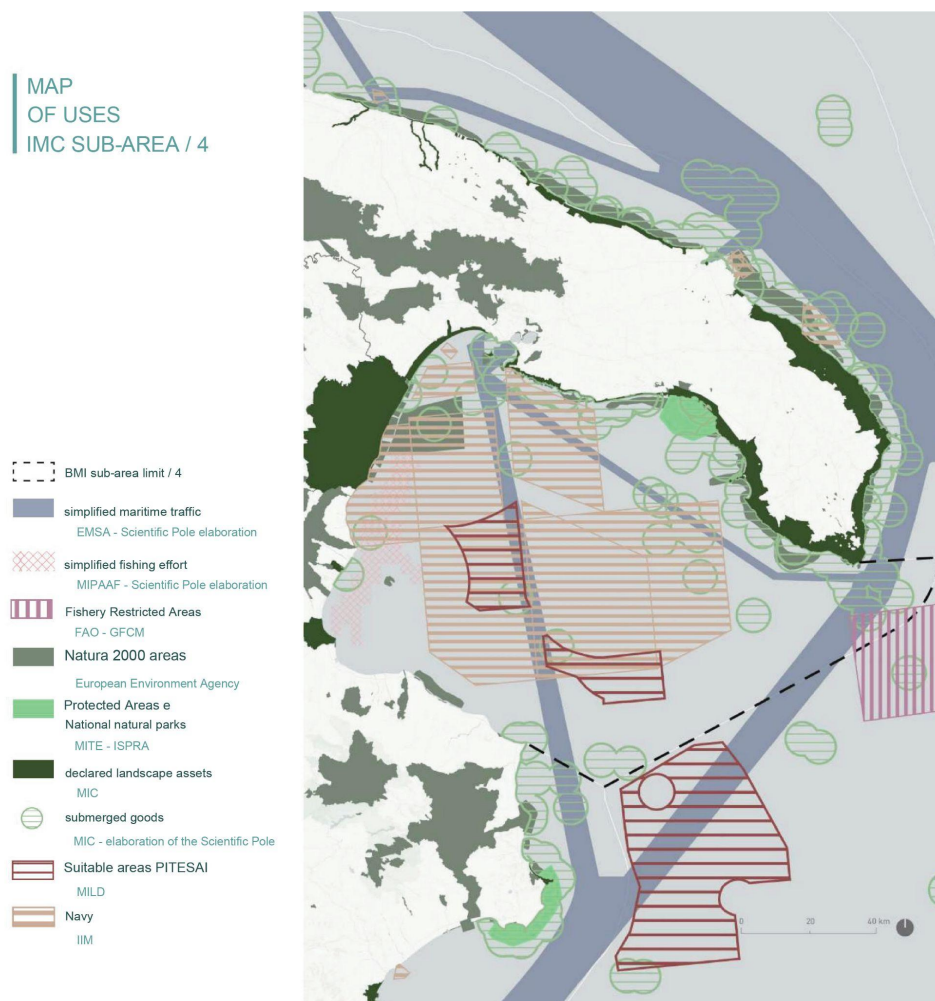 MAP
OF USES
IMC SUB-AREA / 4
BMI sub-area limit / 4
simplified maritime traffic
EMSA - Scientific Pole elaboration
simplified fishing effort
MIPAAF - Scientific Pole elaboration
Fishery Restricted Areas
FAO - GFCM
Natura 2000 areas
European Environment Agency
Protected Areas e
National natural parks
MITE - ISPRA
declared landscape assets
MIC
submerged goods
MIC - elaboration of the Scientific Pole
Suitable areas PITESAI
MILD
Navy
IIM
0 20 40 km